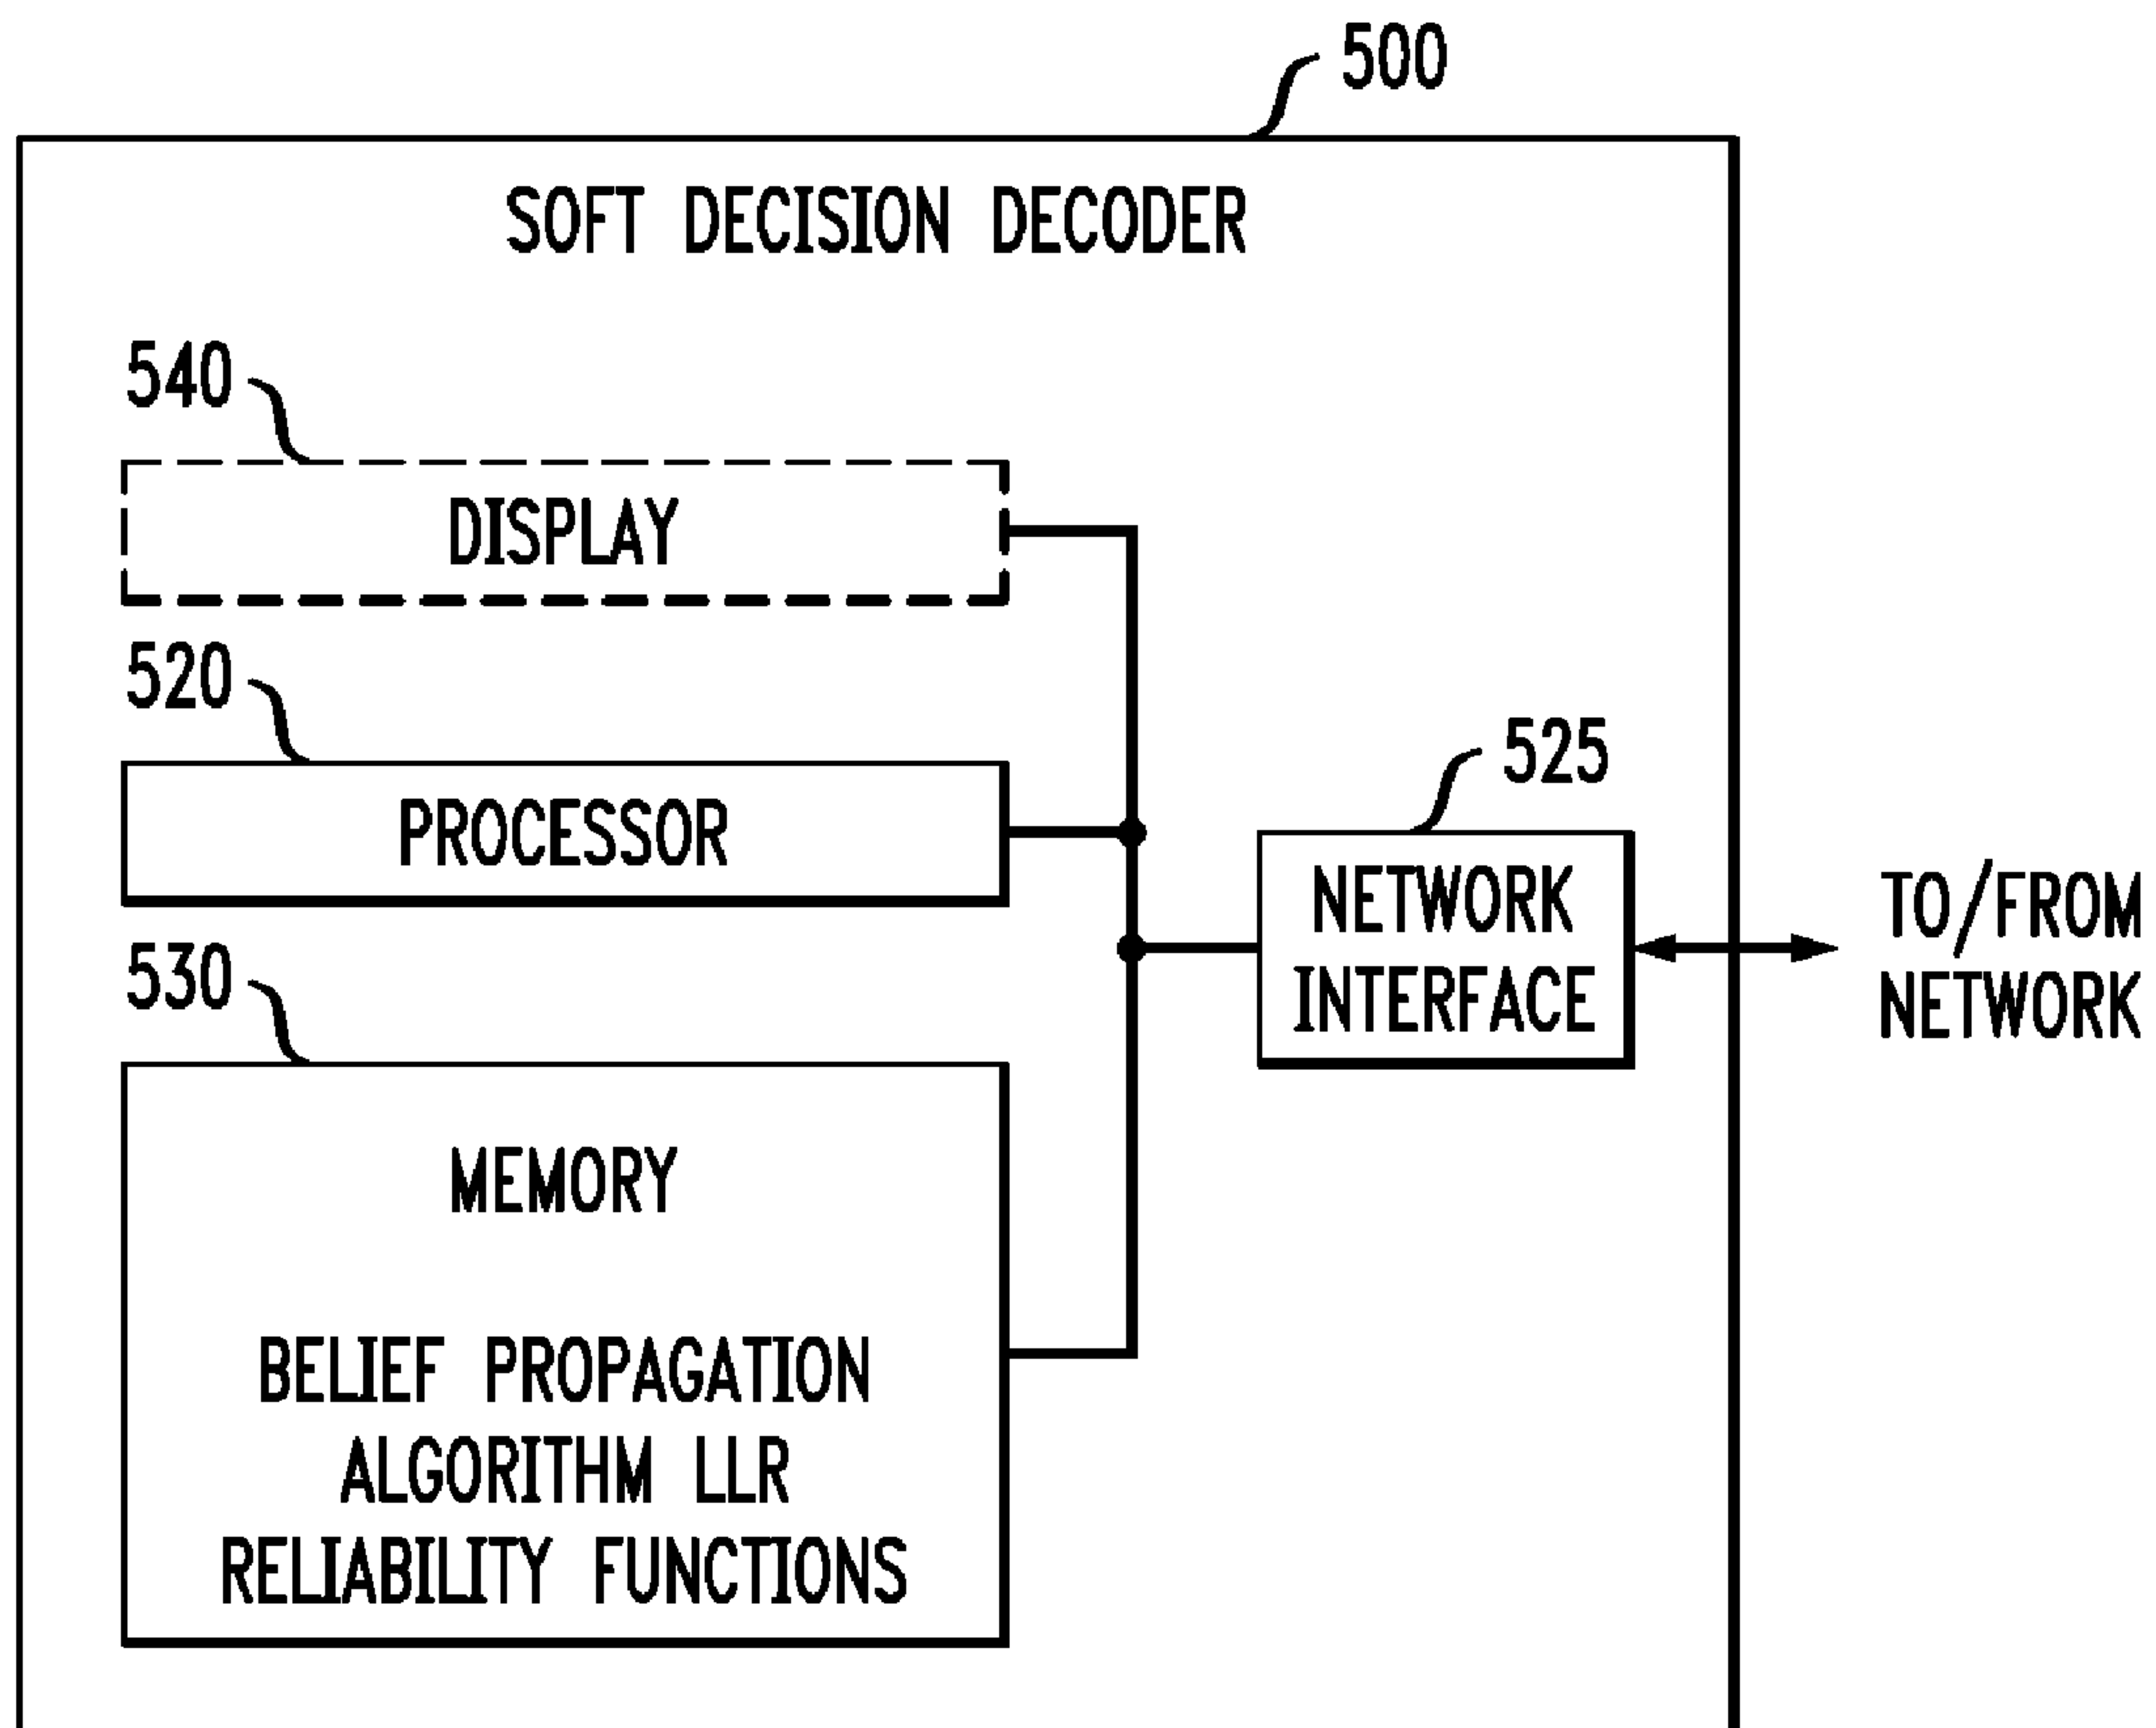 500
SOFT DECISION DECODER
540
DISPLAY
520
PROCESSOR
525
NETWORK
INTERFACE
TO/FROM
NETWORK
530
MEMORY
BELIEF PROPAGATION
ALGORITHM LLR
RELIABILITY FUNCTIONS